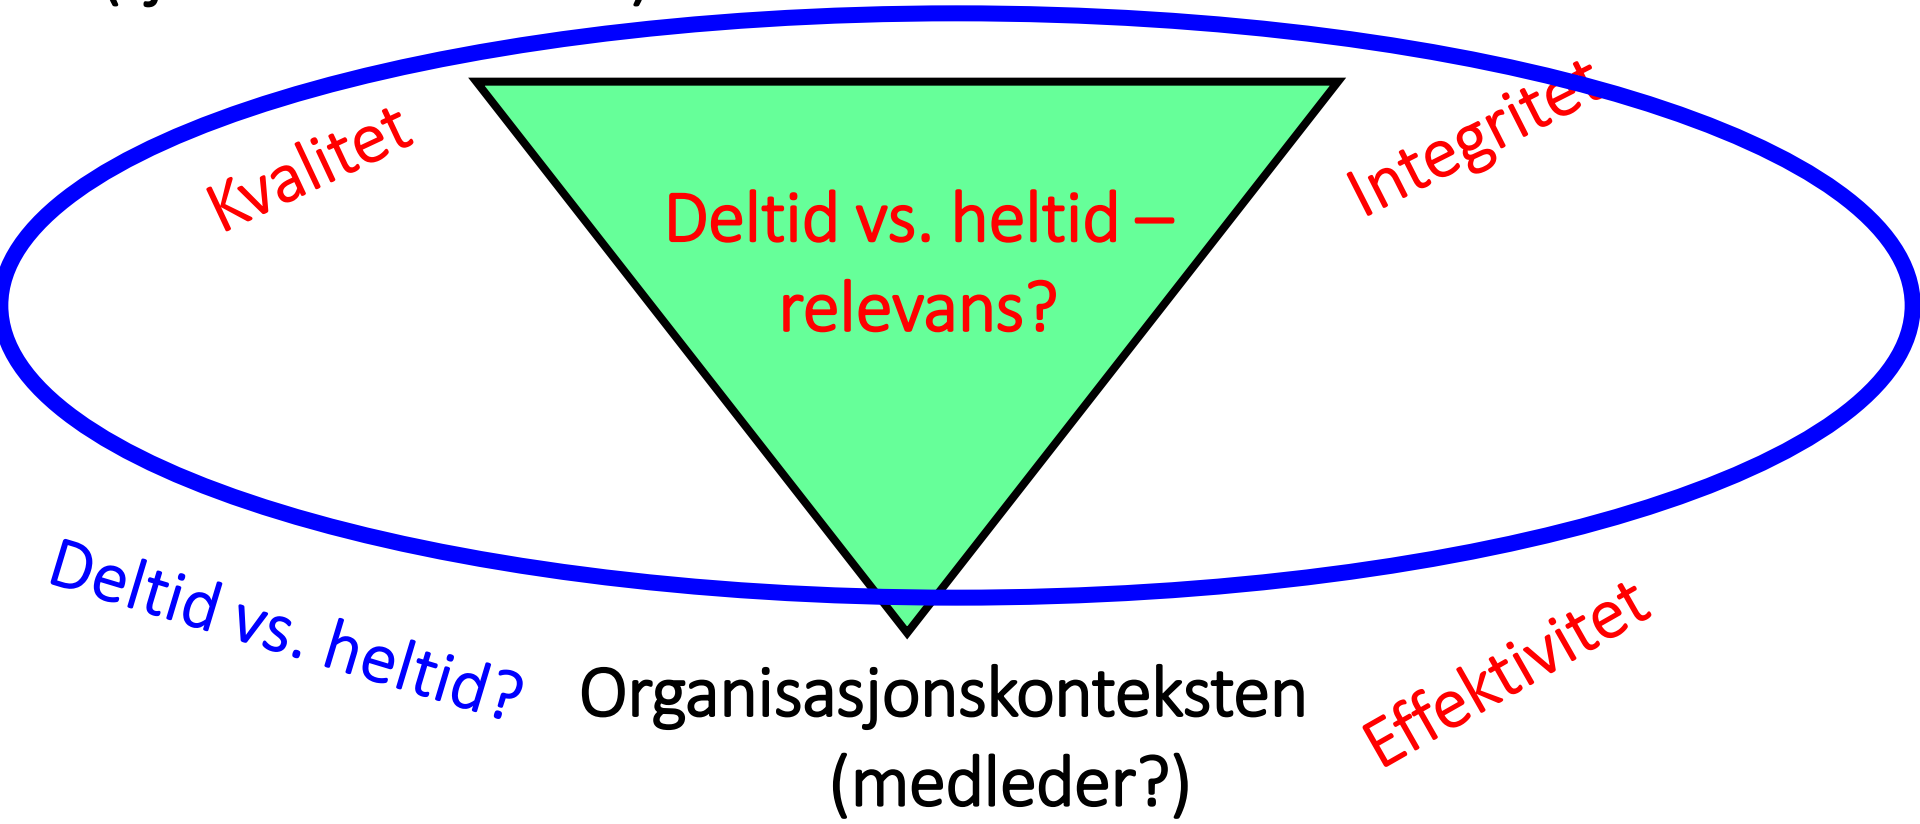 Kvalitet
Integritet
Deltid vs. heltid –
relevans?
Deltid vs. heltid?
Effektivitet
Organisasjonskonteksten
(medleder?)